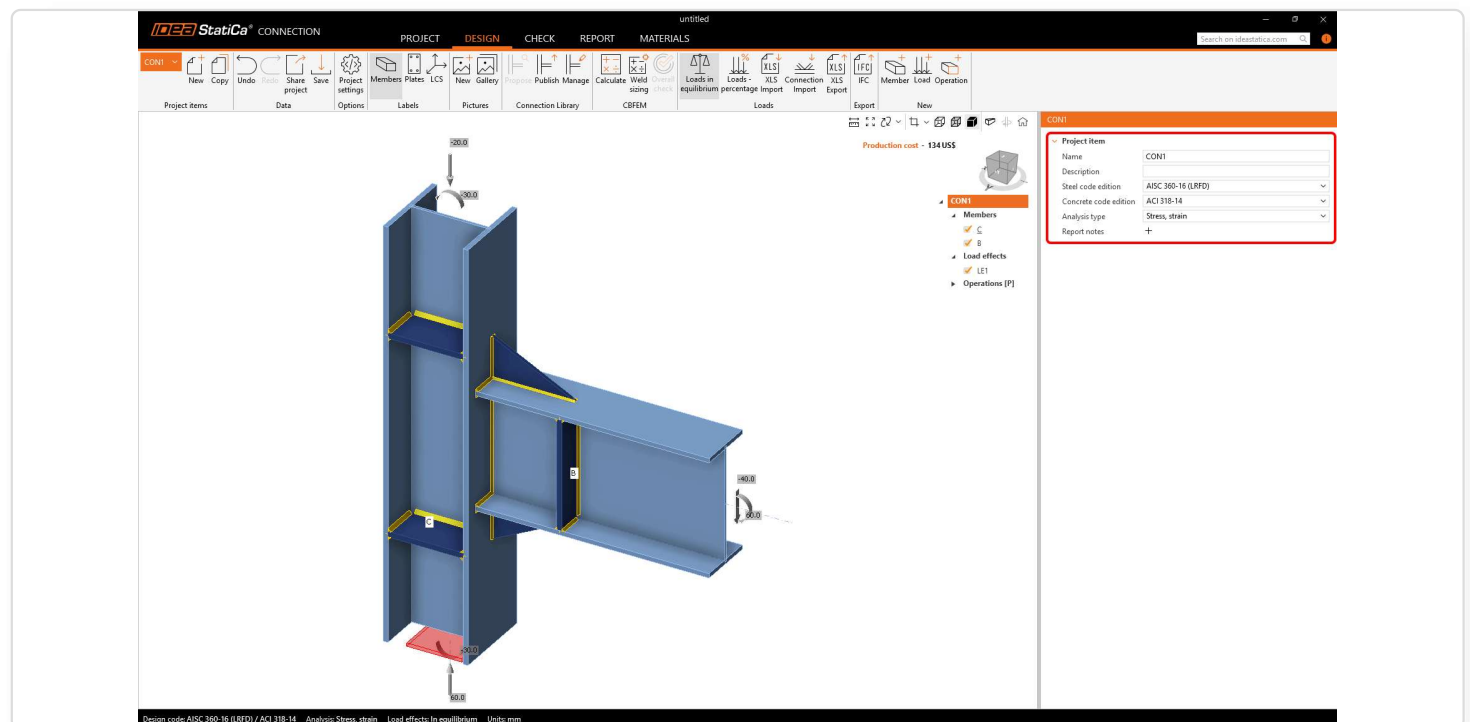 untitled
IDEA StatiCa® CONNECTION
PROJECT DESIGN CHECK REPORT MATERIALS
Search on ideastatica.com
CON1
New Copy Undo Redo Share project Save Project settings Members Plates LCS New Gallery Propose Publish Manage Calculate Weld sizing Overall check Loads in equilibrium Loads - percentage XLS Import Connection Import XLS Export IFC Member Load Operation
Project items Data Options Labels Pictures Connection Library CBFEM Loads Export New
Production cost - 134 US$
CON1
Members
C
B
Load effects
LE1
Operations [P]
CON1
Project item
Name CON1
Description
Steel code edition AISC 360-16 (LRFD)
Concrete code edition ACI 318-14
Analysis type Stress, strain
Report notes +
-20.0
-30.0
B
-40.0
60.0
C
-30.0
60.0
Design code: AISC 360-16 (LRFD) / ACI 318-14 Analysis: Stress, strain Load effects: In equilibrium Units: mm